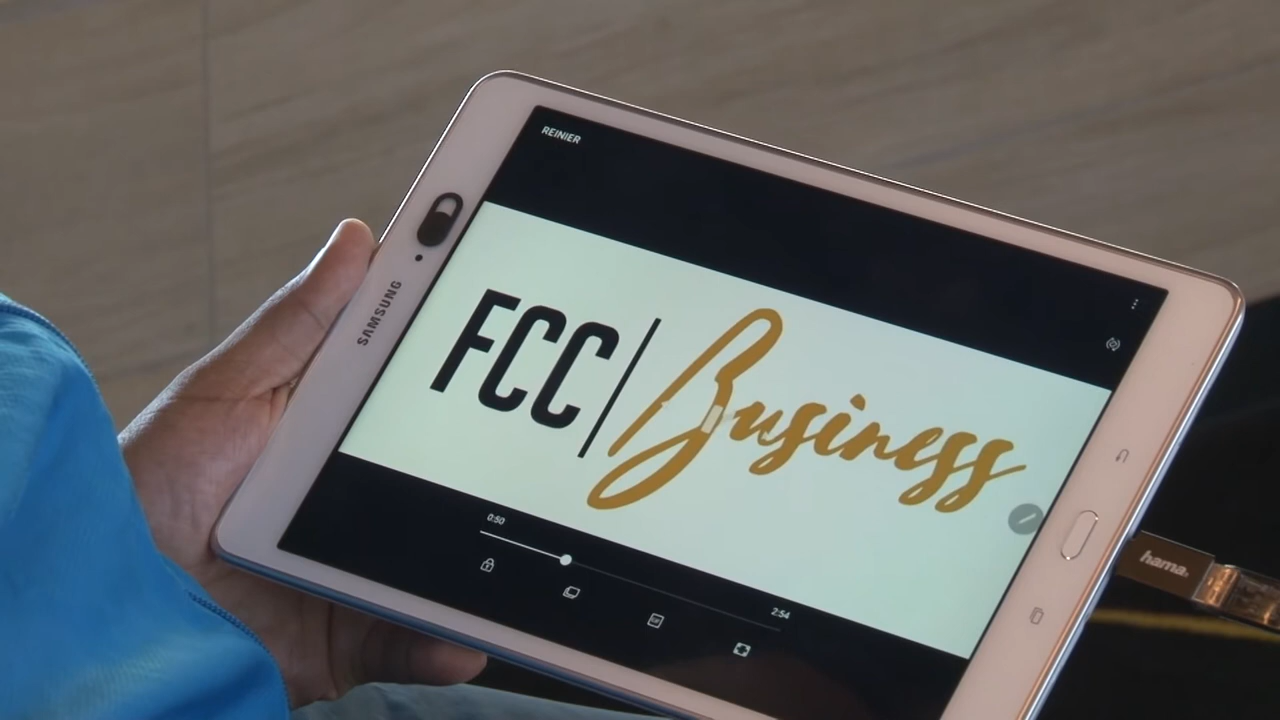 REINIER
SAMSUNG
FCC | Business
0:50
2:54
hama.